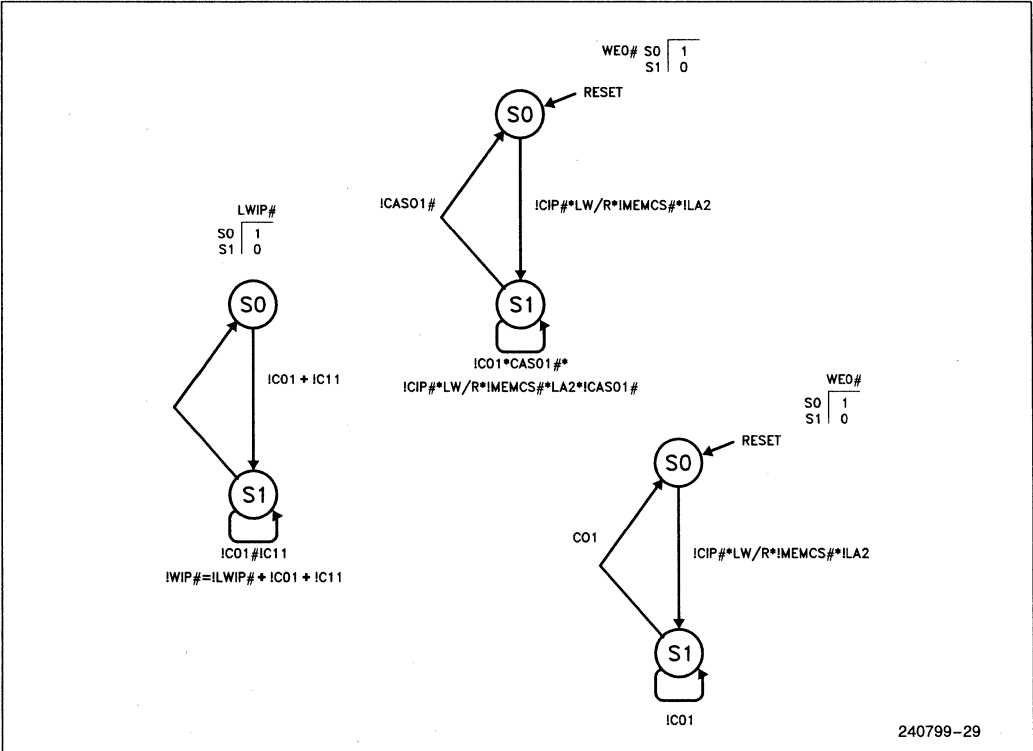 WE0# S0 1
S1 0
RESET
S0
!CAS01#
!CIP#*LW/R*!MEMCS#*!LA2
S1
!C01*CAS01#*
!CIP#*LW/R*!MEMCS#*LA2*!CAS01#
LWIP#
S0 1
S1 0
S0
!C01 + !C11
S1
!C01#!C11
!WIP#=!LWIP# + !C01 + !C11
WE0#
S0 1
S1 0
RESET
S0
C01
!CIP#*LW/R*!MEMCS#*!LA2
S1
!C01
240799-29